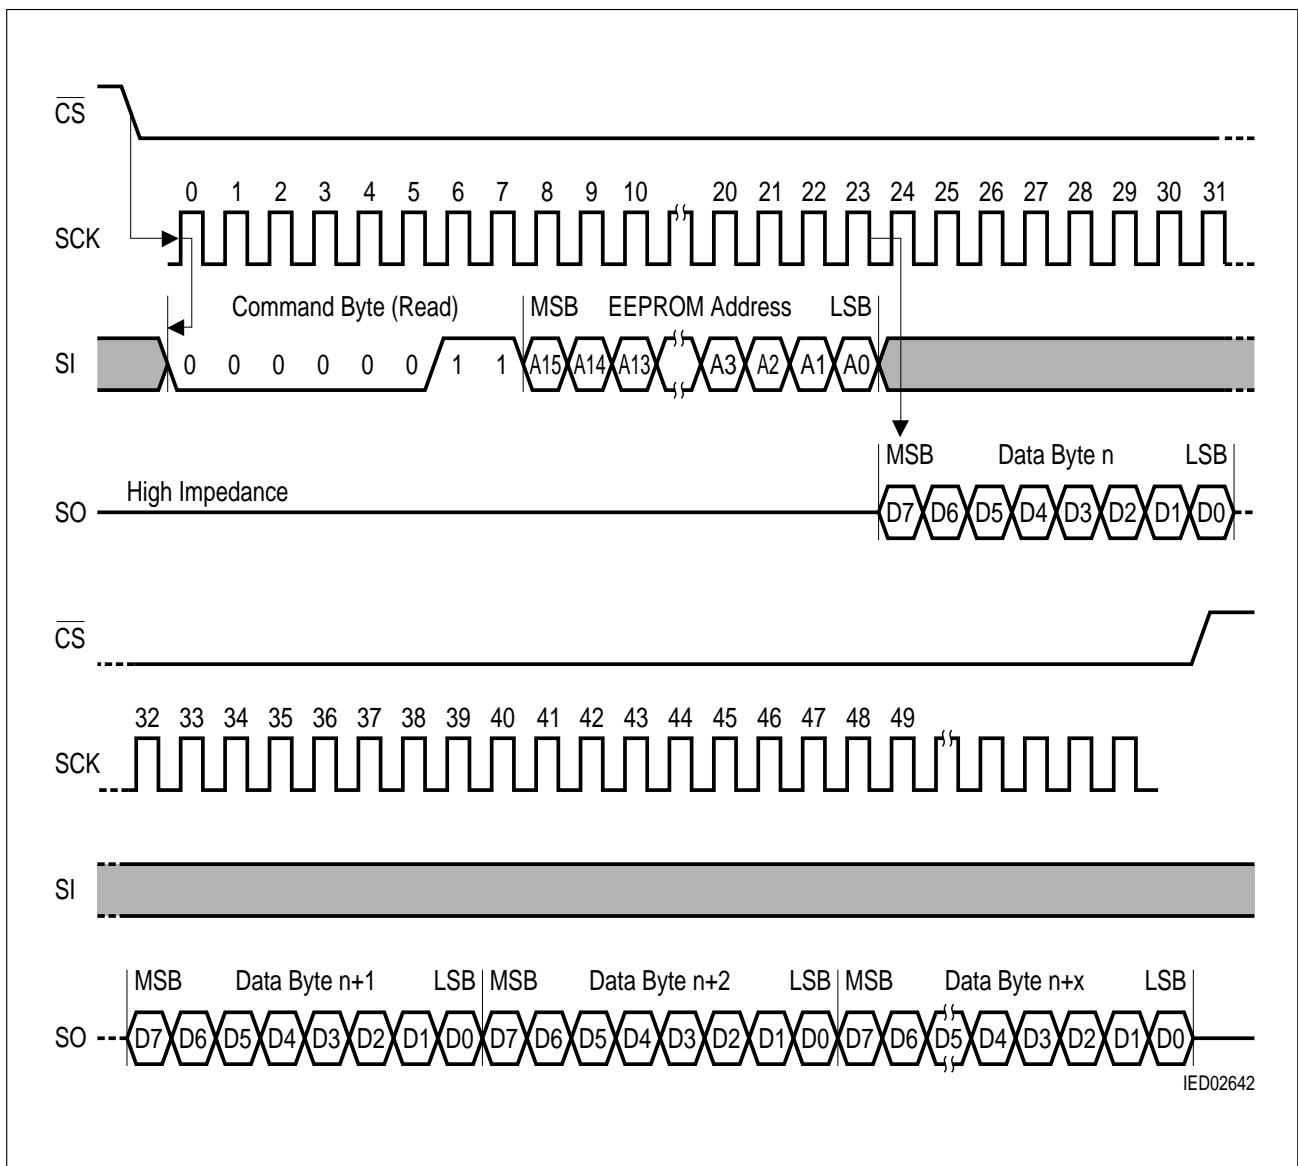 CS
0 1 2 3 4 5 6 7 8 9 10 20 21 22 23 24 25 26 27 28 29 30 31
SCK
Command Byte (Read) MSB EEPROM Address LSB
SI 0 0 0 0 0 0 1 1 A15 A14 A13 A3 A2 A1 A0
MSB Data Byte n LSB
High Impedance
SO D7 D6 D5 D4 D3 D2 D1 D0
CS
32 33 34 35 36 37 38 39 40 41 42 43 44 45 46 47 48 49
SCK
SI
MSB Data Byte n+1 LSB MSB Data Byte n+2 LSB MSB Data Byte n+x LSB
SO D7 D6 D5 D4 D3 D2 D1 D0 D7 D6 D5 D4 D3 D2 D1 D0 D7 D6 D5 D4 D3 D2 D1 D0
IED02642